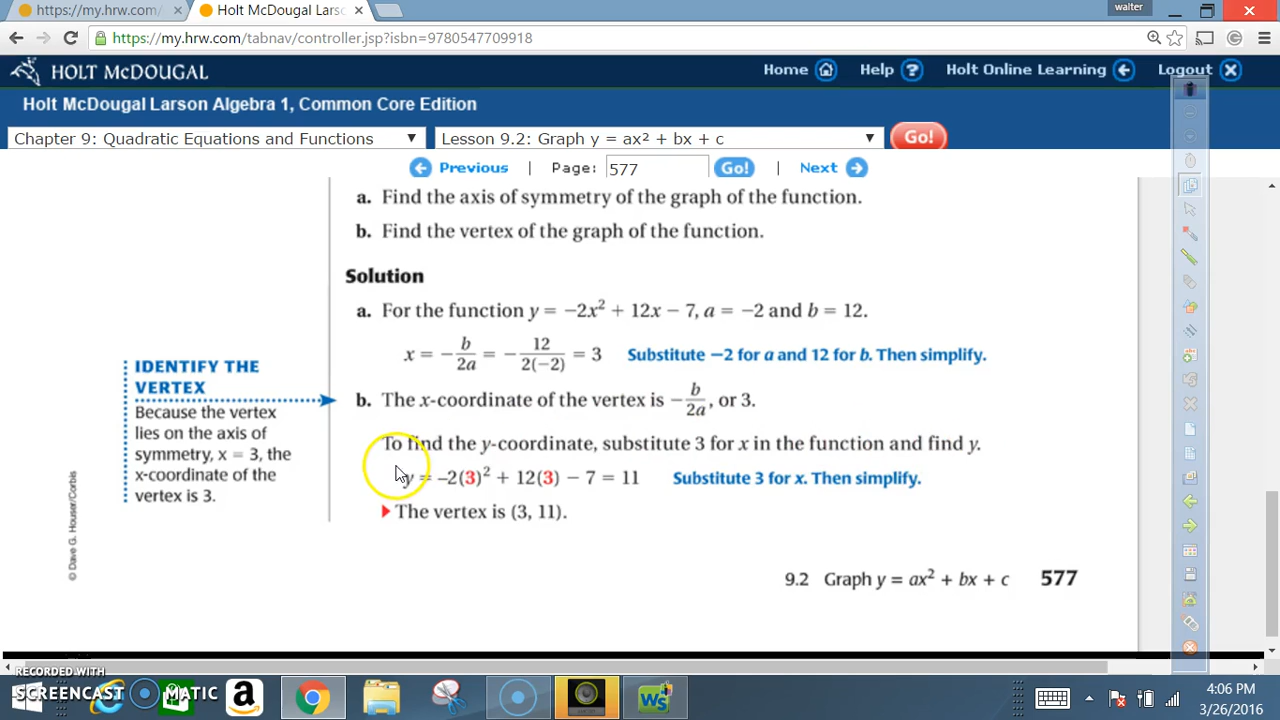 https://my.hrw.com/tabnav/
Holt McDougal Lars
walter
https://my.hrw.com/tabnav/controller.jsp?isbn=9780547709918
HOLT McDOUGAL
Home
Help ?
Holt Online Learning
Logout
Holt McDougal Larson Algebra 1, Common Core Edition
Chapter 9: Quadratic Equations and Functions
Lesson 9.2: Graph y = ax² + bx + c
Go!
Previous | Page: 577 Go! | Next
a. Find the axis of symmetry of the graph of the function.
b. Find the vertex of the graph of the function.
Solution
a. For the function y = −2x² + 12x − 7, a = −2 and b = 12.
x = −b/2a = −12/2(−2) = 3 Substitute −2 for a and 12 for b. Then simplify.
IDENTIFY THE
VERTEX
Because the vertex
lies on the axis of
symmetry, x = 3, the
x-coordinate of the
vertex is 3.
b. The x-coordinate of the vertex is −b/2a, or 3.
To find the y-coordinate, substitute 3 for x in the function and find y.
y = −2(3)² + 12(3) − 7 = 11 Substitute 3 for x. Then simplify.
The vertex is (3, 11).
© Dave G. Houser/Corbis
9.2 Graph y = ax² + bx + c 577
RECORDED WITH
SCREENCAST MATIC
4:06 PM
3/26/2016